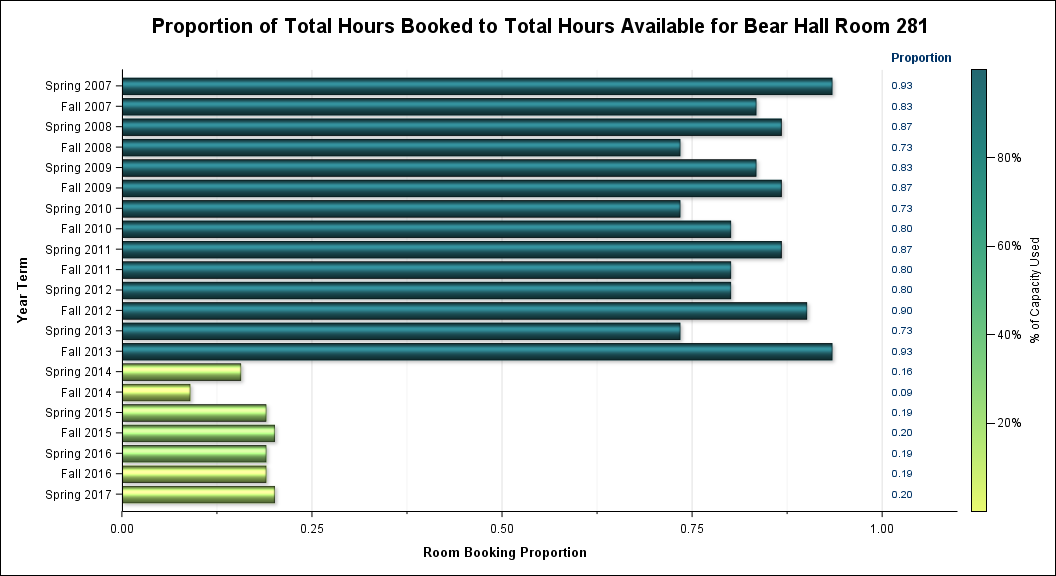 Proportion of Total Hours Booked to Total Hours Available for Bear Hall Room 281
Proportion
Spring 2007 0.93
Fall 2007 0.83
Spring 2008 0.87
Fall 2008 0.73
Spring 2009 0.83
Fall 2009 0.87
Spring 2010 0.73
Fall 2010 0.80
Spring 2011 0.87
Fall 2011 0.80
Spring 2012 0.80
Fall 2012 0.90
Spring 2013 0.73
Fall 2013 0.93
Spring 2014 0.16
Fall 2014 0.09
Spring 2015 0.19
Fall 2015 0.20
Spring 2016 0.19
Fall 2016 0.19
Spring 2017 0.20
Year Term
0.00 0.25 0.50 0.75 1.00
Room Booking Proportion
80%
60%
40%
20%
% of Capacity Used